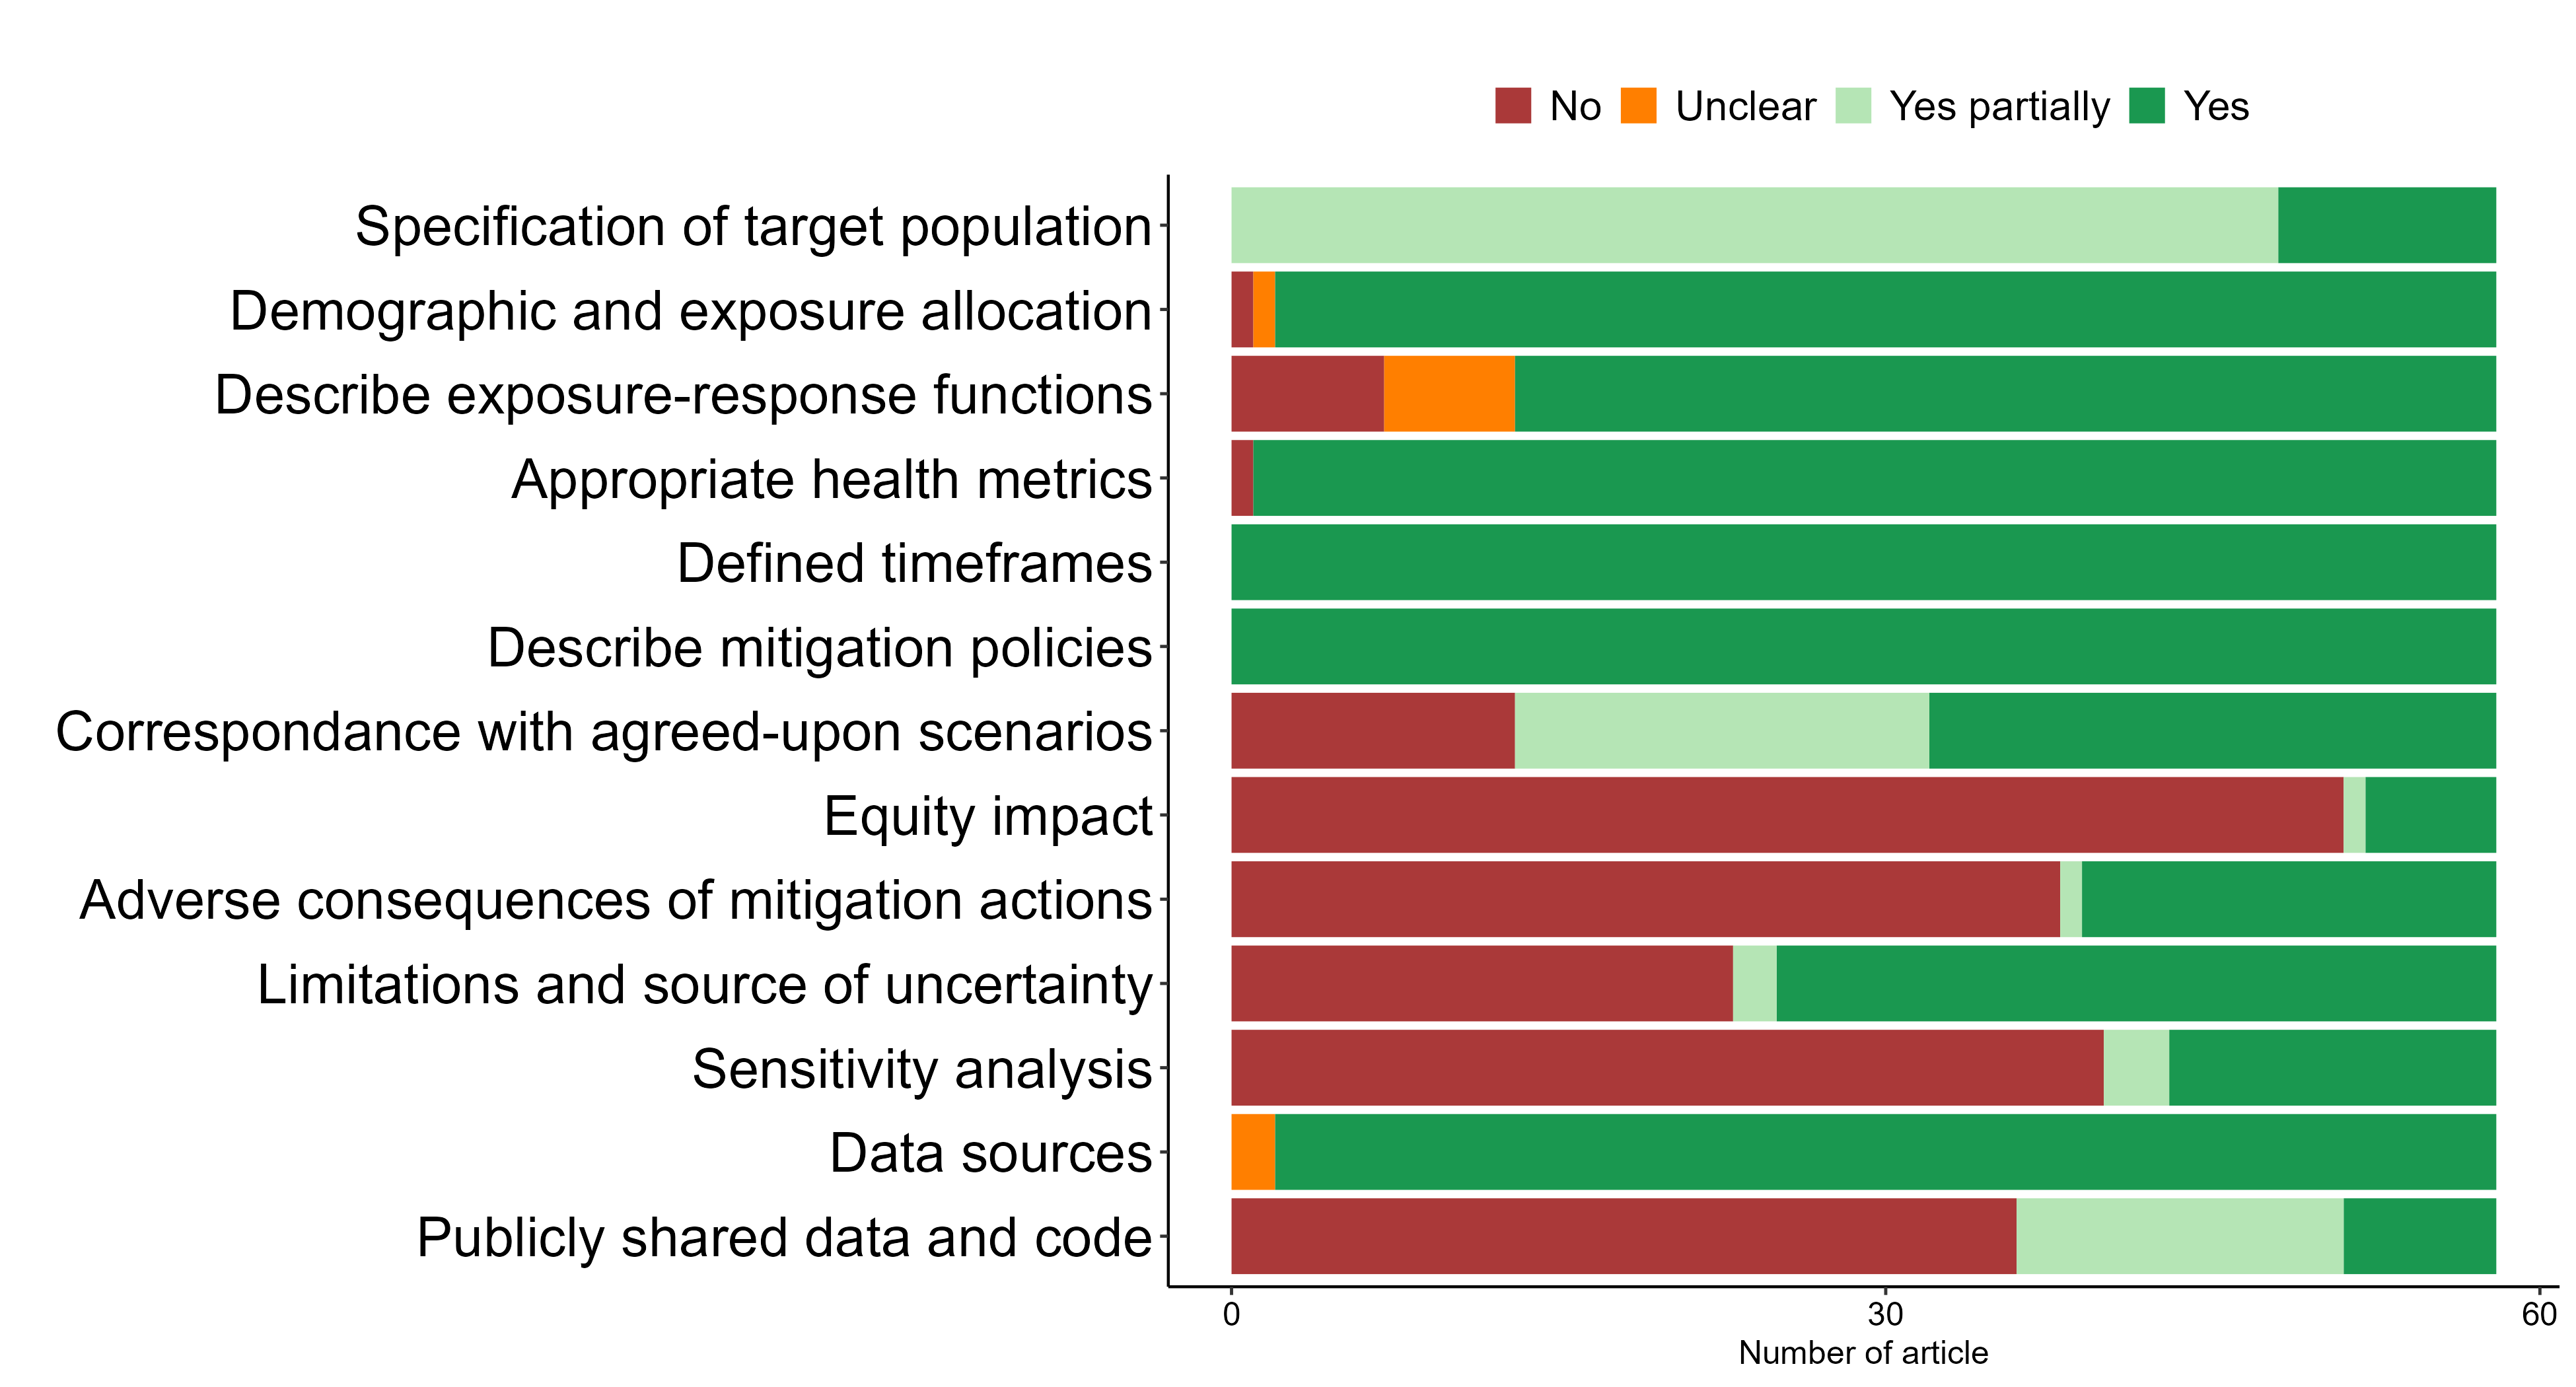 No Unclear Yes partially Yes
Specification of target population
Demographic and exposure allocation
Describe exposure-response functions
Appropriate health metrics
Defined timeframes
Describe mitigation policies
Correspondance with agreed-upon scenarios
Equity impact
Adverse consequences of mitigation actions
Limitations and source of uncertainty
Sensitivity analysis
Data sources
Publicly shared data and code
0 30 60
Number of article